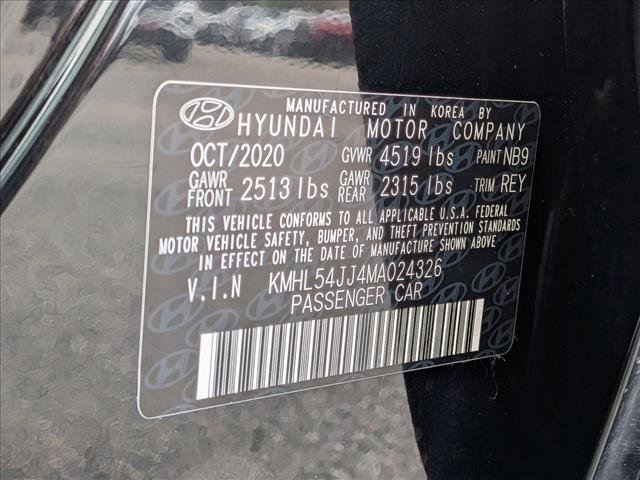 MANUFACTURED IN KOREA BY
HYUNDAI MOTOR COMPANY
OCT/2020 GVWR 4519 lbs PAINT NB9
GAWR FRONT 2513 lbs GAWR REAR 2315 lbs TRIM REY
THIS VEHICLE CONFORMS TO ALL APPLICABLE U.S.A. FEDERAL
MOTOR VEHICLE SAFETY, BUMPER, AND THEFT PREVENTION STANDARDS
IN EFFECT ON THE DATE OF MANUFACTURE SHOWN ABOVE
V.I.N KMHL54JJ4MA024326
PASSENGER CAR